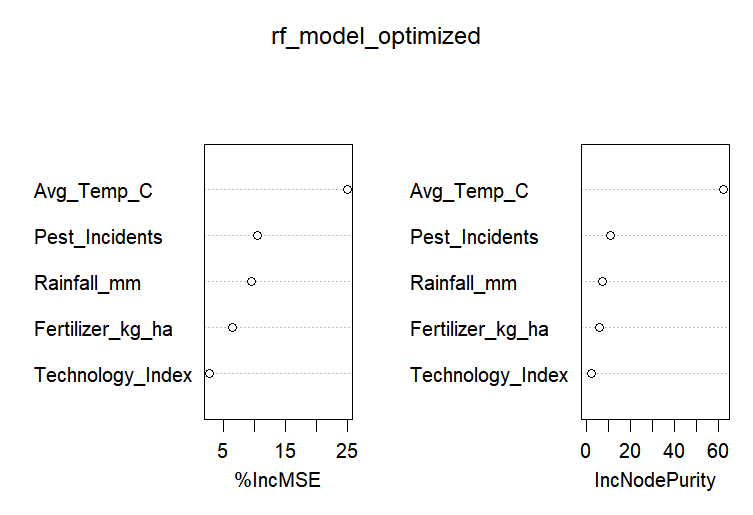 rf_model_optimized
Avg_Temp_C
Pest_Incidents
Rainfall_mm
Fertilizer_kg_ha
Technology_Index
5 15 25
%IncMSE
Avg_Temp_C
Pest_Incidents
Rainfall_mm
Fertilizer_kg_ha
Technology_Index
0 20 40 60
IncNodePurity